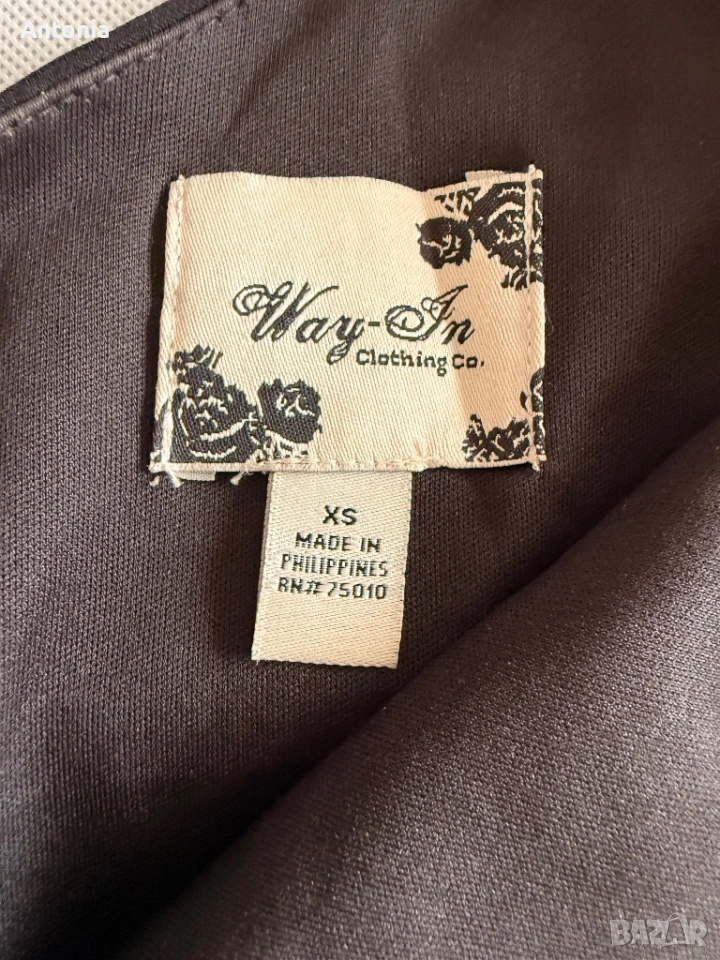 Antonia
Way-In
Clothing Co.
XS
MADE IN
PHILIPPINES
RN# 75010
BAZAR